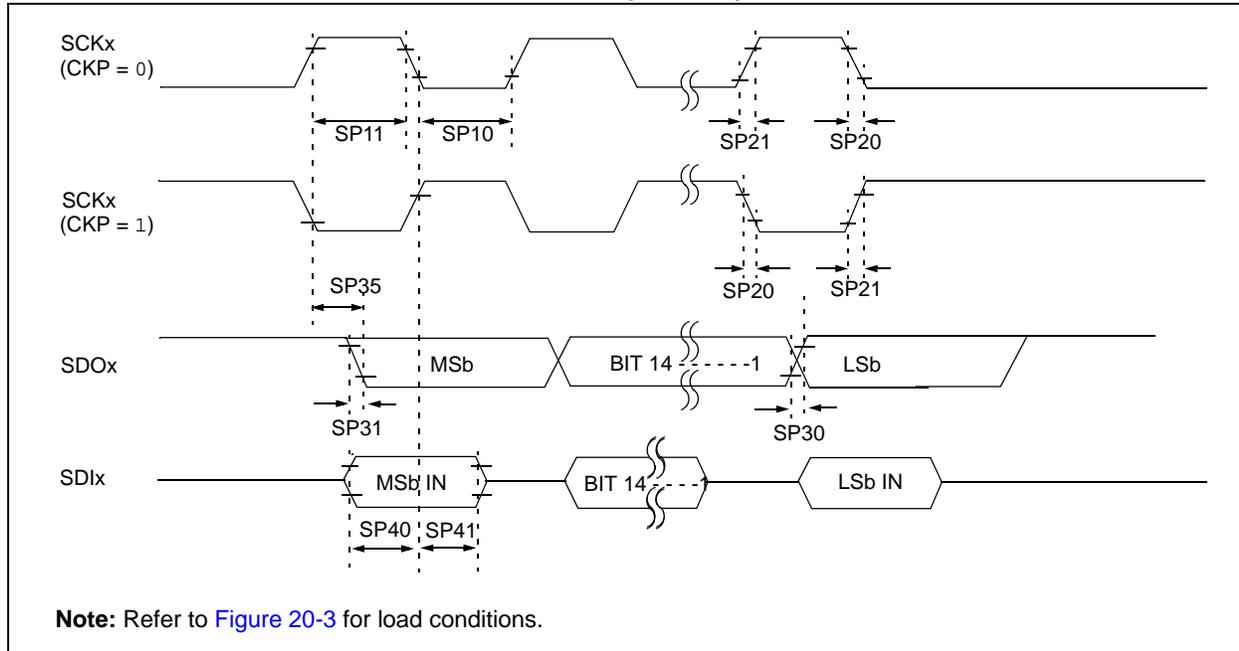 SCKx
(CKP = 0)
SP11
SP10
SP21
SP20
SCKx
(CKP = 1)
SP35
SP20
SP21
SDOx
MSb
BIT 14 - - - - - -1
LSb
SP31
SP30
SDIx
MSb IN
BIT 14 - - - - -1
LSb IN
SP40
SP41
Note: Refer to Figure 20-3 for load conditions.